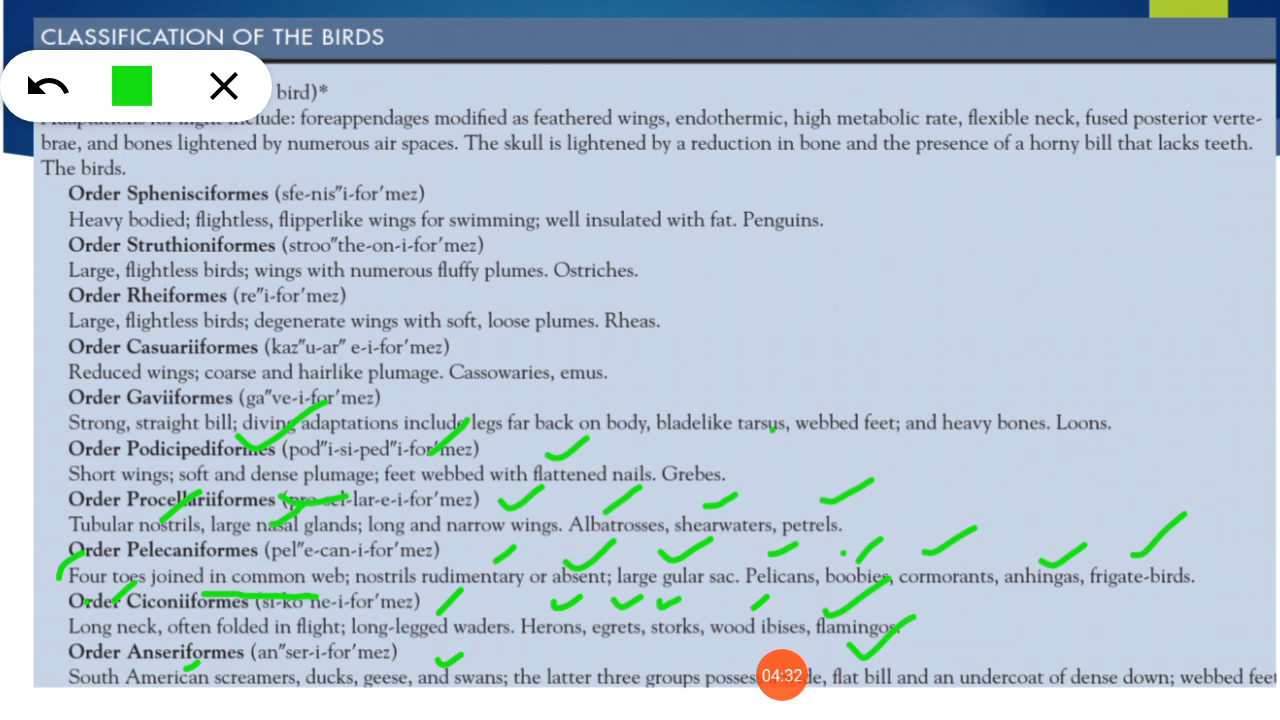 CLASSIFICATION OF THE BIRDS
bird)*
include: foreappendages modified as feathered wings, endothermic, high metabolic rate, flexible neck, fused posterior verte-
brae, and bones lightened by numerous air spaces. The skull is lightened by a reduction in bone and the presence of a horny bill that lacks teeth.
The birds.
Order Sphenisciformes (sfe-nis"i-for'mez)
Heavy bodied; flightless, flipperlike wings for swimming; well insulated with fat. Penguins.
Order Struthioniformes (stroo"the-on-i-for'mez)
Large, flightless birds; wings with numerous fluffy plumes. Ostriches.
Order Rheiformes (re"i-for'mez)
Large, flightless birds; degenerate wings with soft, loose plumes. Rheas.
Order Casuariiformes (kaz"u-ar" e-i-for'mez)
Reduced wings; coarse and hairlike plumage. Cassowaries, emus.
Order Gaviiformes (ga"ve-i-for'mez)
Strong, straight bill; diving adaptations include legs far back on body, bladelike tarsus, webbed feet; and heavy bones. Loons.
Order Podicipediformes (pod"i-si-ped"i-for'mez)
Short wings; soft and dense plumage; feet webbed with flattened nails. Grebes.
Order Procellariiformes (pro-sel-lar-e-i-for'mez)
Tubular nostrils, large nasal glands; long and narrow wings. Albatrosses, shearwaters, petrels.
Order Pelecaniformes (pel"e-can-i-for'mez)
Four toes joined in common web; nostrils rudimentary or absent; large gular sac. Pelicans, boobies, cormorants, anhingas, frigate-birds.
Order Ciconiiformes (si-ko ne-i-for'mez)
Long neck, often folded in flight; long-legged waders. Herons, egrets, storks, wood ibises, flamingos.
Order Anseriformes (an"ser-i-for'mez)
South American screamers, ducks, geese, and swans; the latter three groups 04:32 flat bill and an undercoat of dense down; webbed feet